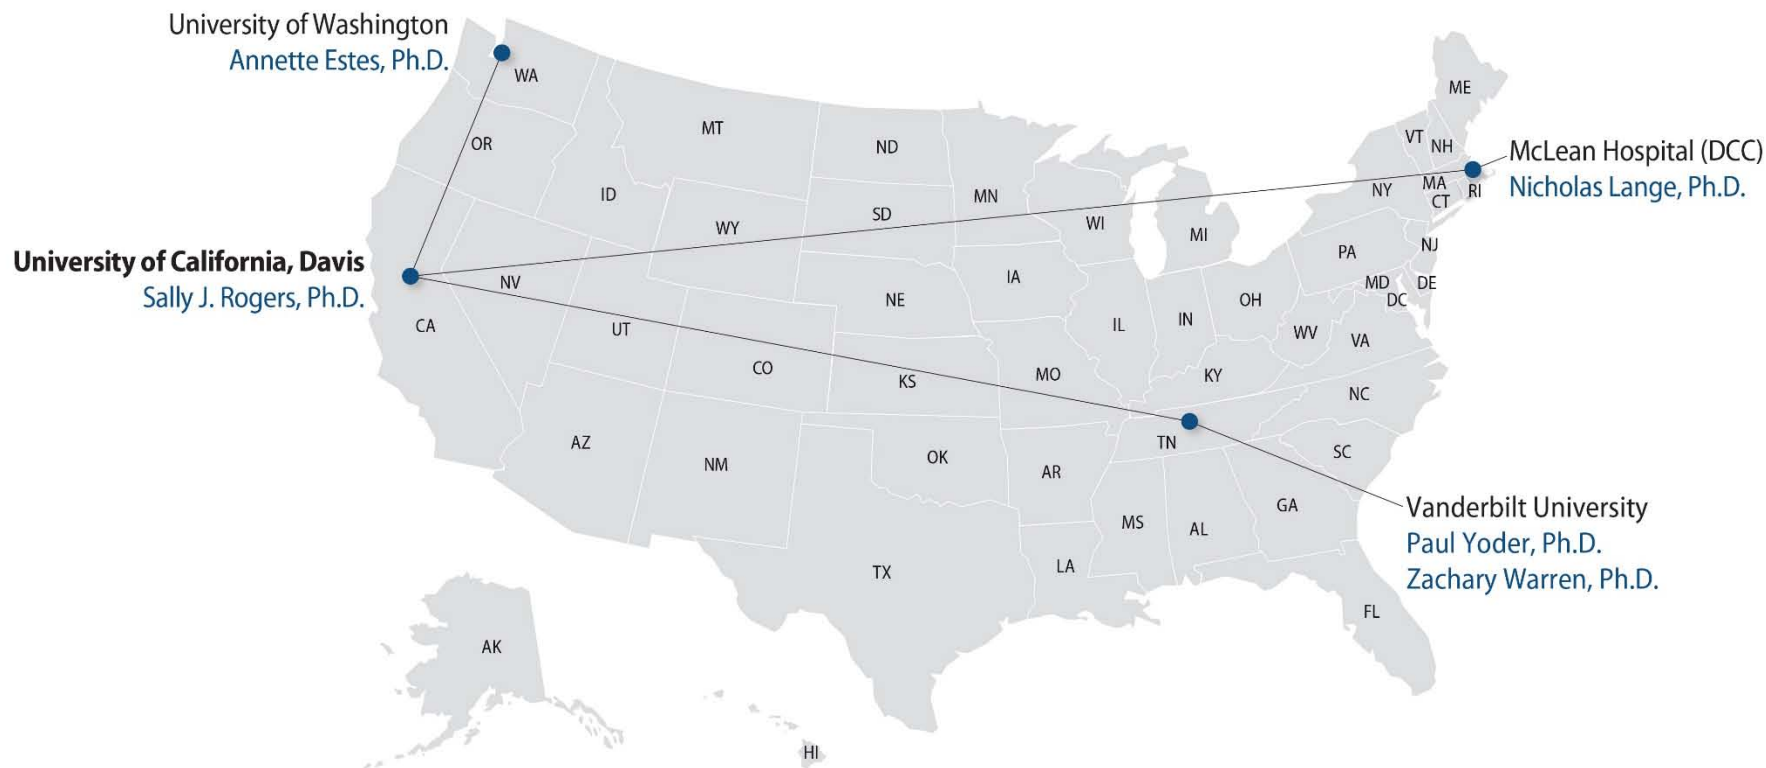 University of Washington
Annette Estes, Ph.D.
WA
ME
MT
ND
VT
NH
OR
McLean Hospital (DCC)
Nicholas Lange, Ph.D.
ID
MN
NY
MA
RI
CT
SD
WY
WI
MI
NJ
PA
University of California, Davis
Sally J. Rogers, Ph.D.
NV
IA
MD
DE
DC
NE
OH
CA
UT
IL
IN
WV
VA
CO
KS
MO
KY
NC
AZ
NM
OK
AR
TN
SC
Vanderbilt University
Paul Yoder, Ph.D.
Zachary Warren, Ph.D.
GA
MS
AL
TX
LA
FL
AK
HI